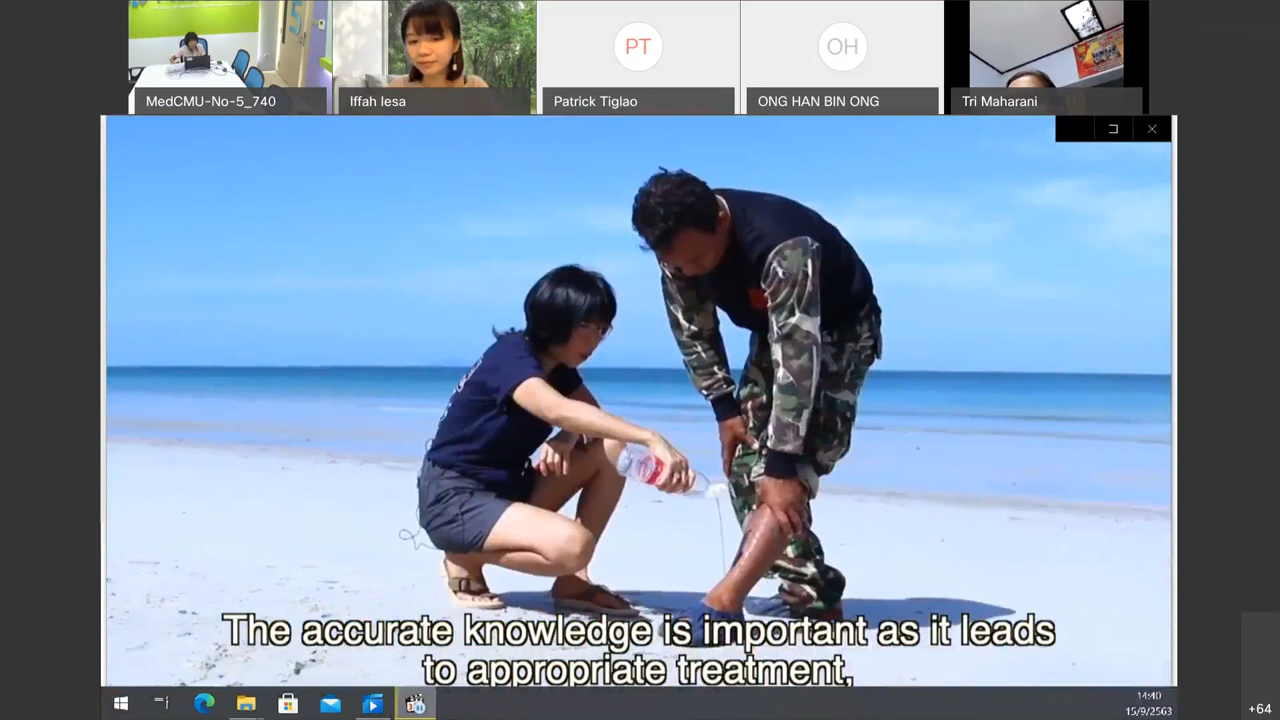 5
MedCMU-No-5_740
Iffah Iesa
PT
Patrick Tiglao
OH
ONG HAN BIN ONG
Tri Maharani
The accurate knowledge is important as it leads
to appropriate treatment,
14:40
15/9/2563
+64